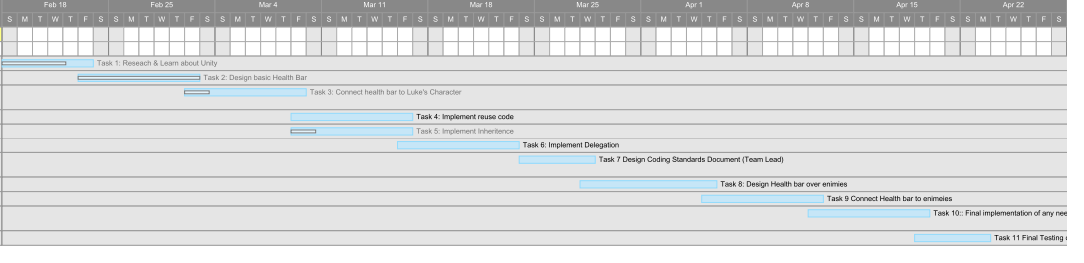 Feb 18 Feb 25 Mar 4 Mar 11 Mar 18 Mar 25 Apr 1 Apr 8 Apr 15 Apr 22
S M T W T F S S M T W T F S S M T W T F S S M T W T F S S M T W T F S S M T W T F S S M T W T F S S M T W T F S S M T W T F S S M T W T F S
Task 1: Reseach & Learn about Unity
Task 2: Design basic Health Bar
Task 3: Connect health bar to Luke's Character
Task 4: Implement reuse code
Task 5: Implement Inheritence
Task 6: Implement Delegation
Task 7 Design Coding Standards Document (Team Lead)
Task 8: Design Health bar over enimies
Task 9 Connect Health bar to enimeies
Task 10:: Final implementation of any nee
Task 11 Final Testing